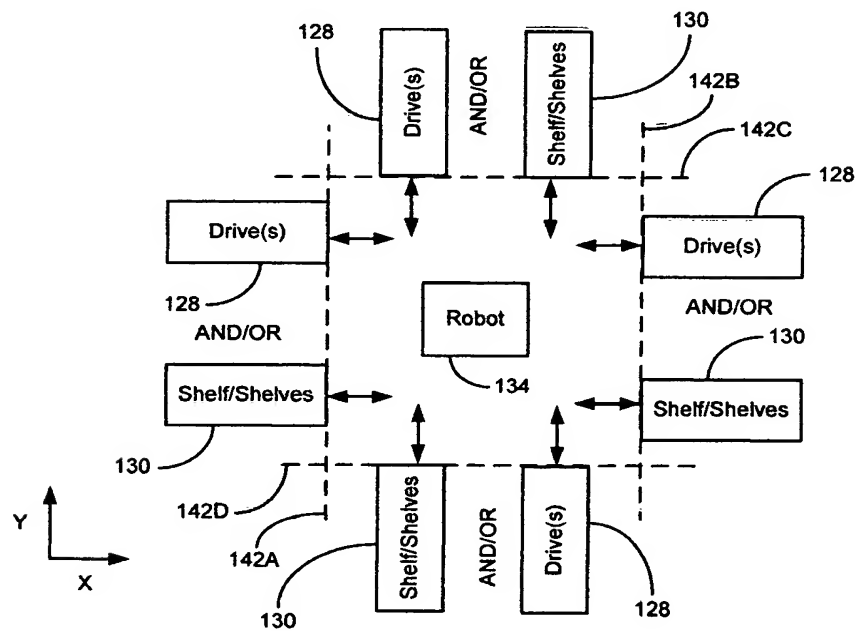 128
130
142B
142C
Drive(s)
AND/OR
Shelf/Shelves
128
Drive(s)
Drive(s)
128
AND/OR
Robot
AND/OR
130
Shelf/Shelves
134
Shelf/Shelves
130
142D
Y
142A
X
Shelf/Shelves
AND/OR
Drive(s)
130
128